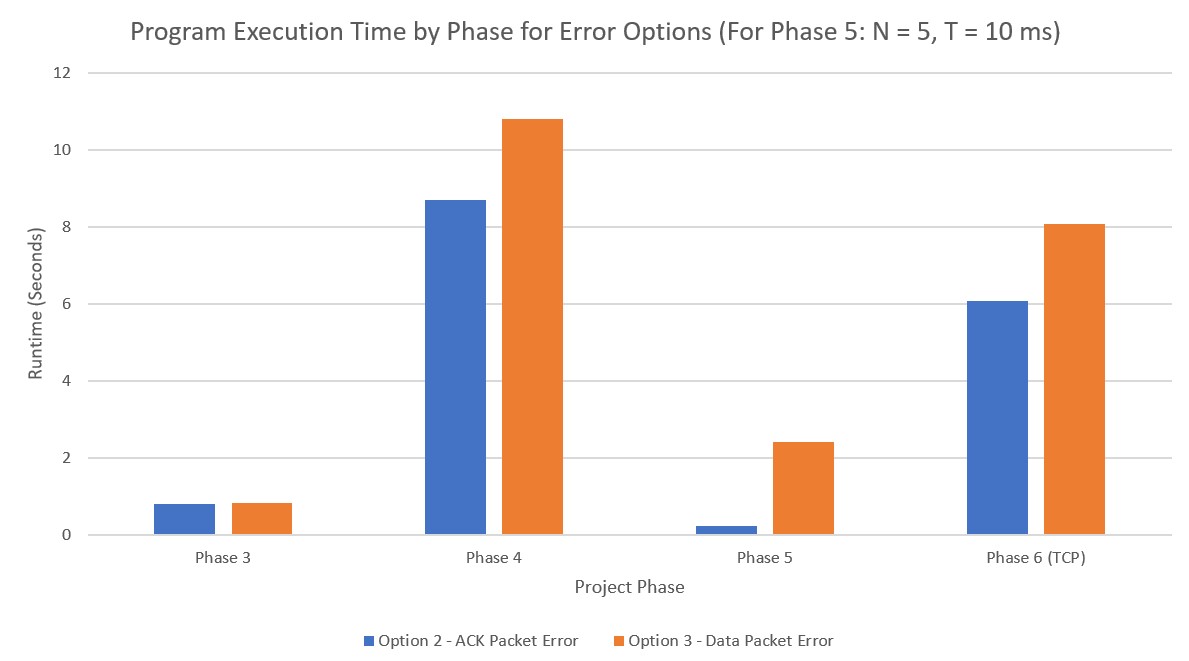 Program Execution Time by Phase for Error Options (For Phase 5: N = 5, T = 10 ms)
12
10
8
6
4
2
0
Runtime (Seconds)
Phase 3 Phase 4 Phase 5 Phase 6 (TCP)
Project Phase
Option 2 - ACK Packet Error Option 3 - Data Packet Error